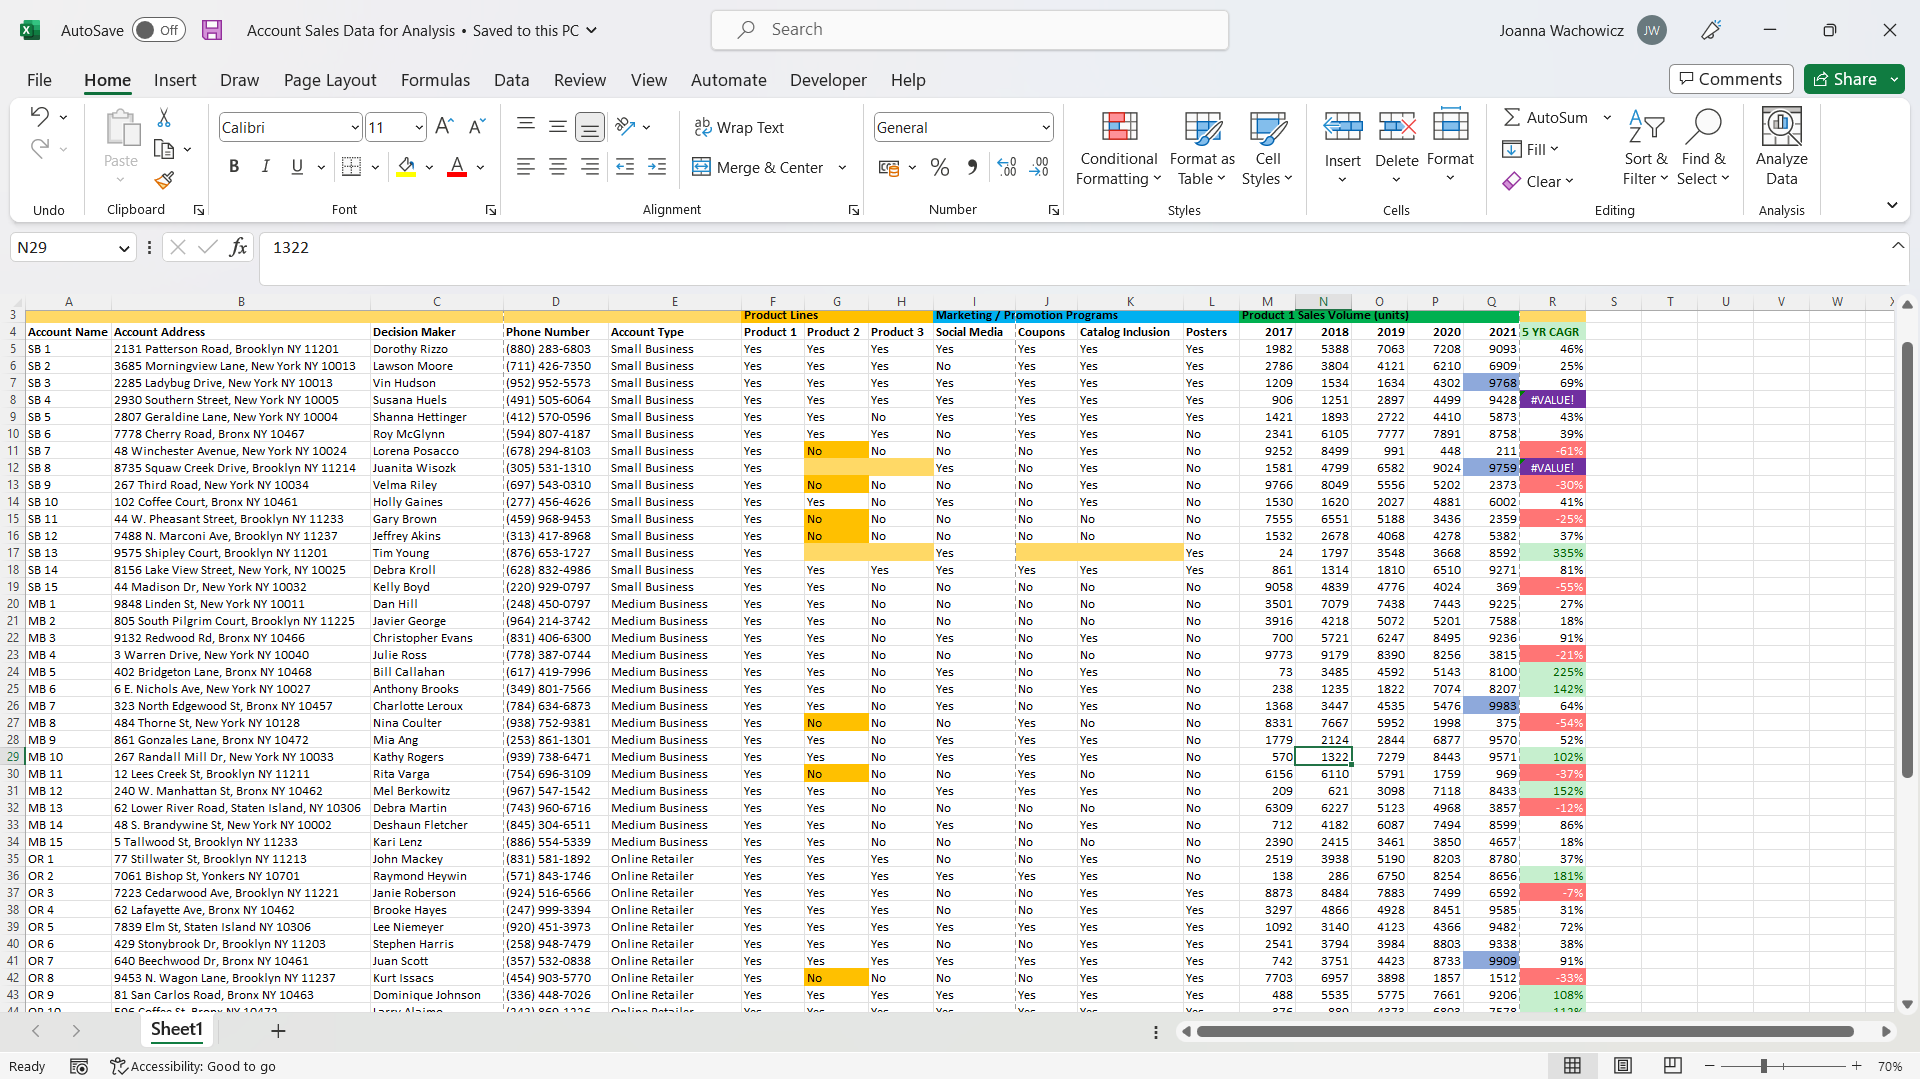 AutoSave Off Account Sales Data for Analysis • Saved to this PC Search Joanna Wachowicz JW
File Home Insert Draw Page Layout Formulas Data Review View Automate Developer Help Comments Share
Calibri 11 Wrap Text General AutoSum
Paste B I U Merge & Center % Conditional Formatting Format as Table Cell Styles Insert Delete Format Fill Clear Sort & Filter Find & Select Analyze Data
Undo Clipboard Font Alignment Number Styles Cells Editing Analysis
N29 fx 1322
A B C D E F G H I J K L M N O P Q R S T U V W
3 Product Lines Marketing / Promotion Programs Product 1 Sales Volume (units)
4 Account Name Account Address Decision Maker Phone Number Account Type Product 1 Product 2 Product 3 Social Media Coupons Catalog Inclusion Posters 2017 2018 2019 2020 2021 5 YR CAGR
5 SB 1 2131 Patterson Road, Brooklyn NY 11201 Dorothy Rizzo (880) 283-6803 Small Business Yes Yes Yes Yes Yes Yes Yes 1982 5388 7063 7208 9093 46%
6 SB 2 3685 Morningview Lane, New York NY 10013 Lawson Moore (711) 426-7350 Small Business Yes Yes Yes No Yes Yes Yes 2786 3804 4121 6210 6909 25%
7 SB 3 2285 Ladybug Drive, New York NY 10013 Vin Hudson (952) 952-5573 Small Business Yes Yes Yes Yes Yes Yes Yes 1209 1534 1634 4302 9768 69%
8 SB 4 2930 Southern Street, New York NY 10005 Susana Huels (491) 505-6064 Small Business Yes Yes Yes Yes Yes Yes Yes 906 1251 2897 4499 9428 #VALUE!
9 SB 5 2807 Geraldine Lane, New York NY 10004 Shanna Hettinger (412) 570-0596 Small Business Yes Yes No Yes Yes Yes Yes 1421 1893 2722 4410 5873 43%
10 SB 6 7778 Cherry Road, Bronx NY 10467 Roy McGlynn (594) 807-4187 Small Business Yes Yes Yes No Yes Yes No 2341 6105 7777 7891 8758 39%
11 SB 7 48 Winchester Avenue, New York NY 10024 Lorena Posacco (678) 294-8103 Small Business Yes No No No No Yes No 9252 8499 991 448 211 -61%
12 SB 8 8735 Squaw Creek Drive, Brooklyn NY 11214 Juanita Wisozk (305) 531-1310 Small Business Yes Yes No Yes No 1581 4799 6582 9024 9759 #VALUE!
13 SB 9 267 Third Road, New York NY 10034 Velma Riley (697) 543-0310 Small Business Yes No No No No Yes No 9766 8049 5556 5202 2373 -30%
14 SB 10 102 Coffee Court, Bronx NY 10461 Holly Gaines (277) 456-4626 Small Business Yes Yes No Yes No Yes No 1530 1620 2027 4881 6002 41%
15 SB 11 44 W. Pheasant Street, Brooklyn NY 11233 Gary Brown (459) 968-9453 Small Business Yes No No No No No No 7555 6551 5188 3436 2359 -25%
16 SB 12 7488 N. Marconi Ave, Brooklyn NY 11237 Jeffrey Akins (313) 417-8968 Small Business Yes No No No No No No 1532 2678 4068 4278 5382 37%
17 SB 13 9575 Shipley Court, Brooklyn NY 11201 Tim Young (876) 653-1727 Small Business Yes Yes Yes 24 1797 3548 3668 8592 335%
18 SB 14 8156 Lake View Street, New York, NY 10025 Debra Kroll (628) 832-4986 Small Business Yes Yes Yes Yes Yes Yes Yes 861 1314 1810 6510 9271 81%
19 SB 15 44 Madison Dr, New York NY 10032 Kelly Boyd (220) 929-0797 Small Business Yes Yes No No No No No 9058 4839 4776 4024 369 -55%
20 MB 1 9848 Linden St, New York NY 10011 Dan Hill (248) 450-0797 Medium Business Yes Yes No No No No No 3501 7079 7438 7443 9225 27%
21 MB 2 805 South Pilgrim Court, Brooklyn NY 11225 Javier George (964) 214-3742 Medium Business Yes Yes No No No No No 3916 4218 5072 5201 7588 18%
22 MB 3 9132 Redwood Rd, Bronx NY 10466 Christopher Evans (831) 406-6300 Medium Business Yes Yes No Yes No Yes No 700 5721 6247 8495 9236 91%
23 MB 4 3 Warren Drive, New York NY 10040 Julie Ross (778) 387-0744 Medium Business Yes Yes No No No No No 9773 9179 8390 8256 3815 -21%
24 MB 5 402 Bridgeton Lane, Bronx NY 10468 Bill Callahan (617) 419-7996 Medium Business Yes Yes No Yes Yes Yes No 73 3485 4592 5143 8100 225%
25 MB 6 6 E. Nichols Ave, New York NY 10027 Anthony Brooks (349) 801-7566 Medium Business Yes Yes No Yes No Yes No 238 1235 1822 7074 8207 142%
26 MB 7 323 North Edgewood St, Bronx NY 10457 Charlotte Leroux (784) 634-6873 Medium Business Yes Yes No Yes No Yes No 1368 3447 4535 5476 9983 64%
27 MB 8 484 Thorne St, New York NY 10128 Nina Coulter (938) 752-9381 Medium Business Yes No No No Yes No No 8331 7667 5952 1998 375 -54%
28 MB 9 861 Gonzales Lane, Bronx NY 10472 Mia Ang (253) 861-1301 Medium Business Yes Yes No No Yes Yes No 1779 2124 2844 6877 9570 52%
29 MB 10 267 Randall Mill Dr, New York NY 10033 Kathy Rogers (939) 738-6471 Medium Business Yes Yes No Yes Yes Yes No 570 1322 7279 8443 9571 102%
30 MB 11 12 Lees Creek St, Brooklyn NY 11211 Rita Varga (754) 696-3109 Medium Business Yes No No No Yes No No 6156 6110 5791 1759 969 -37%
31 MB 12 240 W. Manhattan St, Bronx NY 10462 Mel Berkowitz (967) 547-1542 Medium Business Yes Yes No Yes Yes Yes No 209 621 3098 7118 8433 152%
32 MB 13 62 Lower River Road, Staten Island, NY 10306 Debra Martin (743) 960-6716 Medium Business Yes Yes No No No No No 6309 6227 5123 4968 3857 -12%
33 MB 14 48 S. Brandywine St, New York NY 10002 Deshaun Fletcher (845) 304-6511 Medium Business Yes Yes No Yes No Yes No 712 4182 6087 7494 8599 86%
34 MB 15 5 Tallwood St, Brooklyn NY 11233 Kari Lenz (886) 554-5339 Medium Business Yes Yes No No No No No 2390 2415 3461 3850 4657 18%
35 OR 1 77 Stillwater St, Brooklyn NY 11213 John Mackey (831) 581-1892 Online Retailer Yes Yes Yes No No Yes No 2519 3938 5190 8203 8780 37%
36 OR 2 7061 Bishop St, Yonkers NY 10701 Raymond Heywin (571) 843-1746 Online Retailer Yes Yes Yes Yes Yes Yes No 138 286 6750 8254 8656 181%
37 OR 3 7223 Cedarwood Ave, Brooklyn NY 11221 Janie Roberson (924) 516-6566 Online Retailer Yes Yes Yes No No Yes Yes 8873 8484 7883 7499 6592 -7%
38 OR 4 62 Lafayette Ave, Bronx NY 10462 Brooke Hayes (247) 999-3394 Online Retailer Yes Yes Yes No No Yes Yes 3297 4866 4928 8451 9585 31%
39 OR 5 7839 Elm St, Staten Island NY 10306 Lee Niemeyer (920) 451-3973 Online Retailer Yes Yes Yes Yes Yes Yes Yes 1092 3140 4123 4366 9482 72%
40 OR 6 429 Stonybrook Dr, Brooklyn NY 11203 Stephen Harris (258) 948-7479 Online Retailer Yes Yes Yes No No Yes Yes 2541 3794 3984 8803 9338 38%
41 OR 7 640 Beechwood Dr, Bronx NY 10461 Juan Scott (357) 532-0838 Online Retailer Yes Yes Yes Yes Yes Yes Yes 742 3751 4423 8733 9909 91%
42 OR 8 9453 N. Wagon Lane, Brooklyn NY 11237 Kurt Issacs (454) 903-5770 Online Retailer Yes No No No No Yes Yes 7703 6957 3898 1857 1512 -33%
43 OR 9 81 San Carlos Road, Bronx NY 10463 Dominique Johnson (336) 448-7026 Online Retailer Yes Yes Yes Yes Yes Yes Yes 488 5535 5775 7661 9206 108%
Sheet1
Ready Accessibility: Good to go 70%